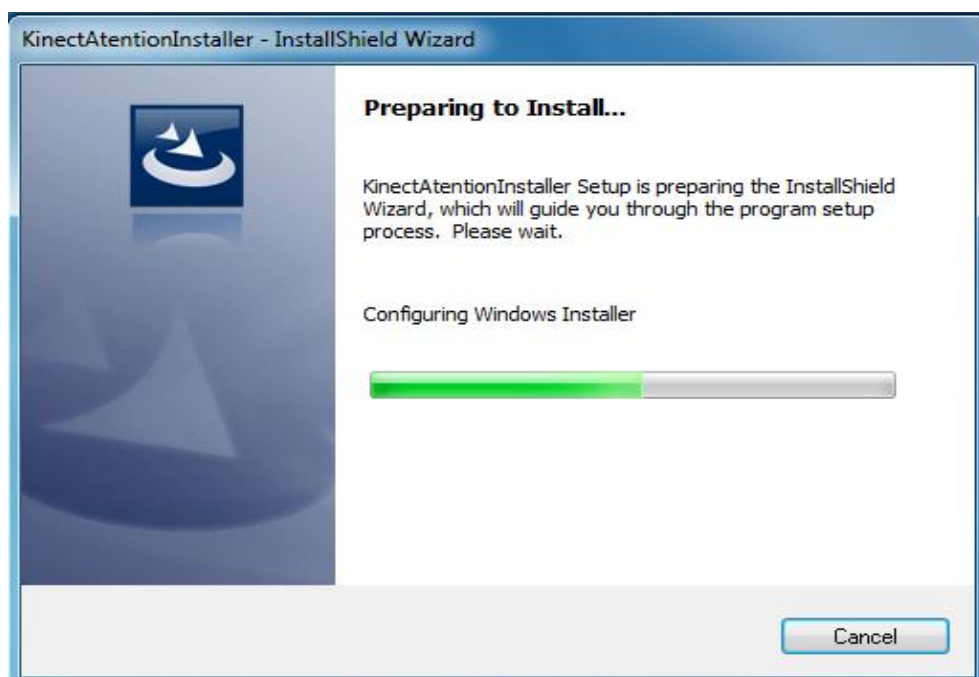 KinectAtentionInstaller - InstallShield Wizard
Preparing to Install...
KinectAtentionInstaller Setup is preparing the InstallShield
Wizard, which will guide you through the program setup
process.  Please wait.
Configuring Windows Installer
Cancel